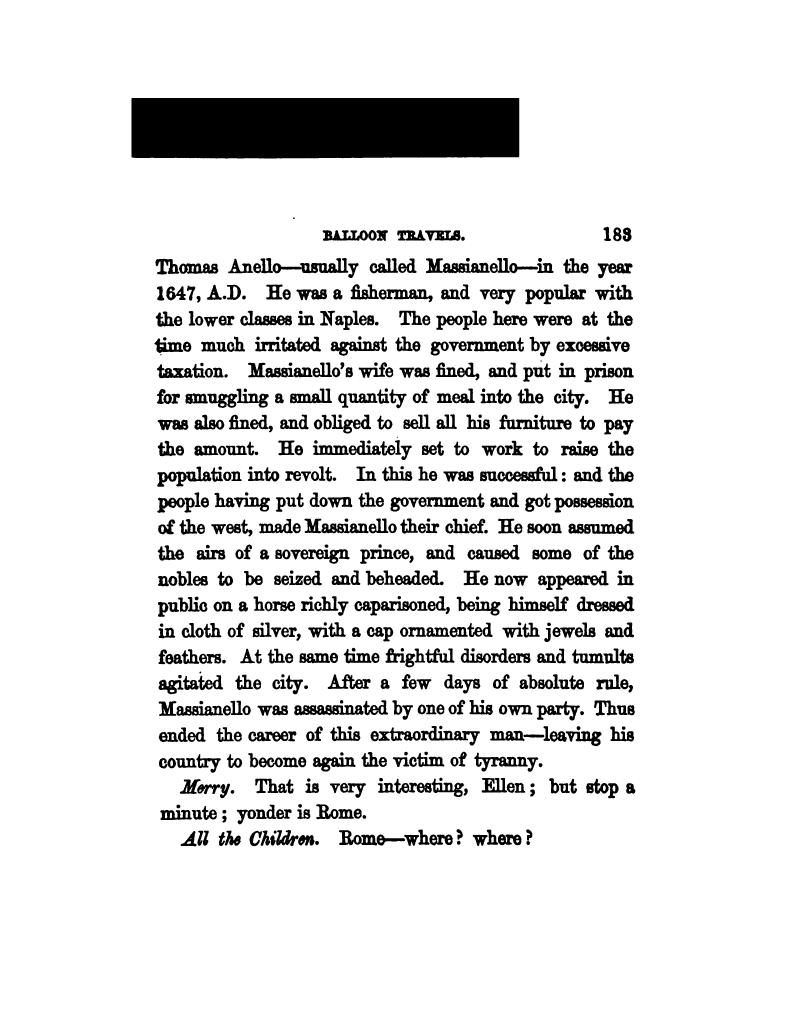 BALLOON TRAVELS. 183
Thomas Anello—usually called Massianello—in the year
1647, A.D. He was a fisherman, and very popular with
the lower classes in Naples. The people here were at the
time much irritated against the government by excessive
taxation. Massianello's wife was fined, and put in prison
for smuggling a small quantity of meal into the city. He
was also fined, and obliged to sell all his furniture to pay
the amount. He immediately set to work to raise the
population into revolt. In this he was successful: and the
people having put down the government and got possession
of the west, made Massianello their chief. He soon assumed
the airs of a sovereign prince, and caused some of the
nobles to be seized and beheaded. He now appeared in
public on a horse richly caparisoned, being himself dressed
in cloth of silver, with a cap ornamented with jewels and
feathers. At the same time frightful disorders and tumults
agitated the city. After a few days of absolute rule,
Massianello was assassinated by one of his own party. Thus
ended the career of this extraordinary man—leaving his
country to become again the victim of tyranny.
Merry. That is very interesting, Ellen; but stop a
minute; yonder is Rome.
All the Children. Rome—where? where?